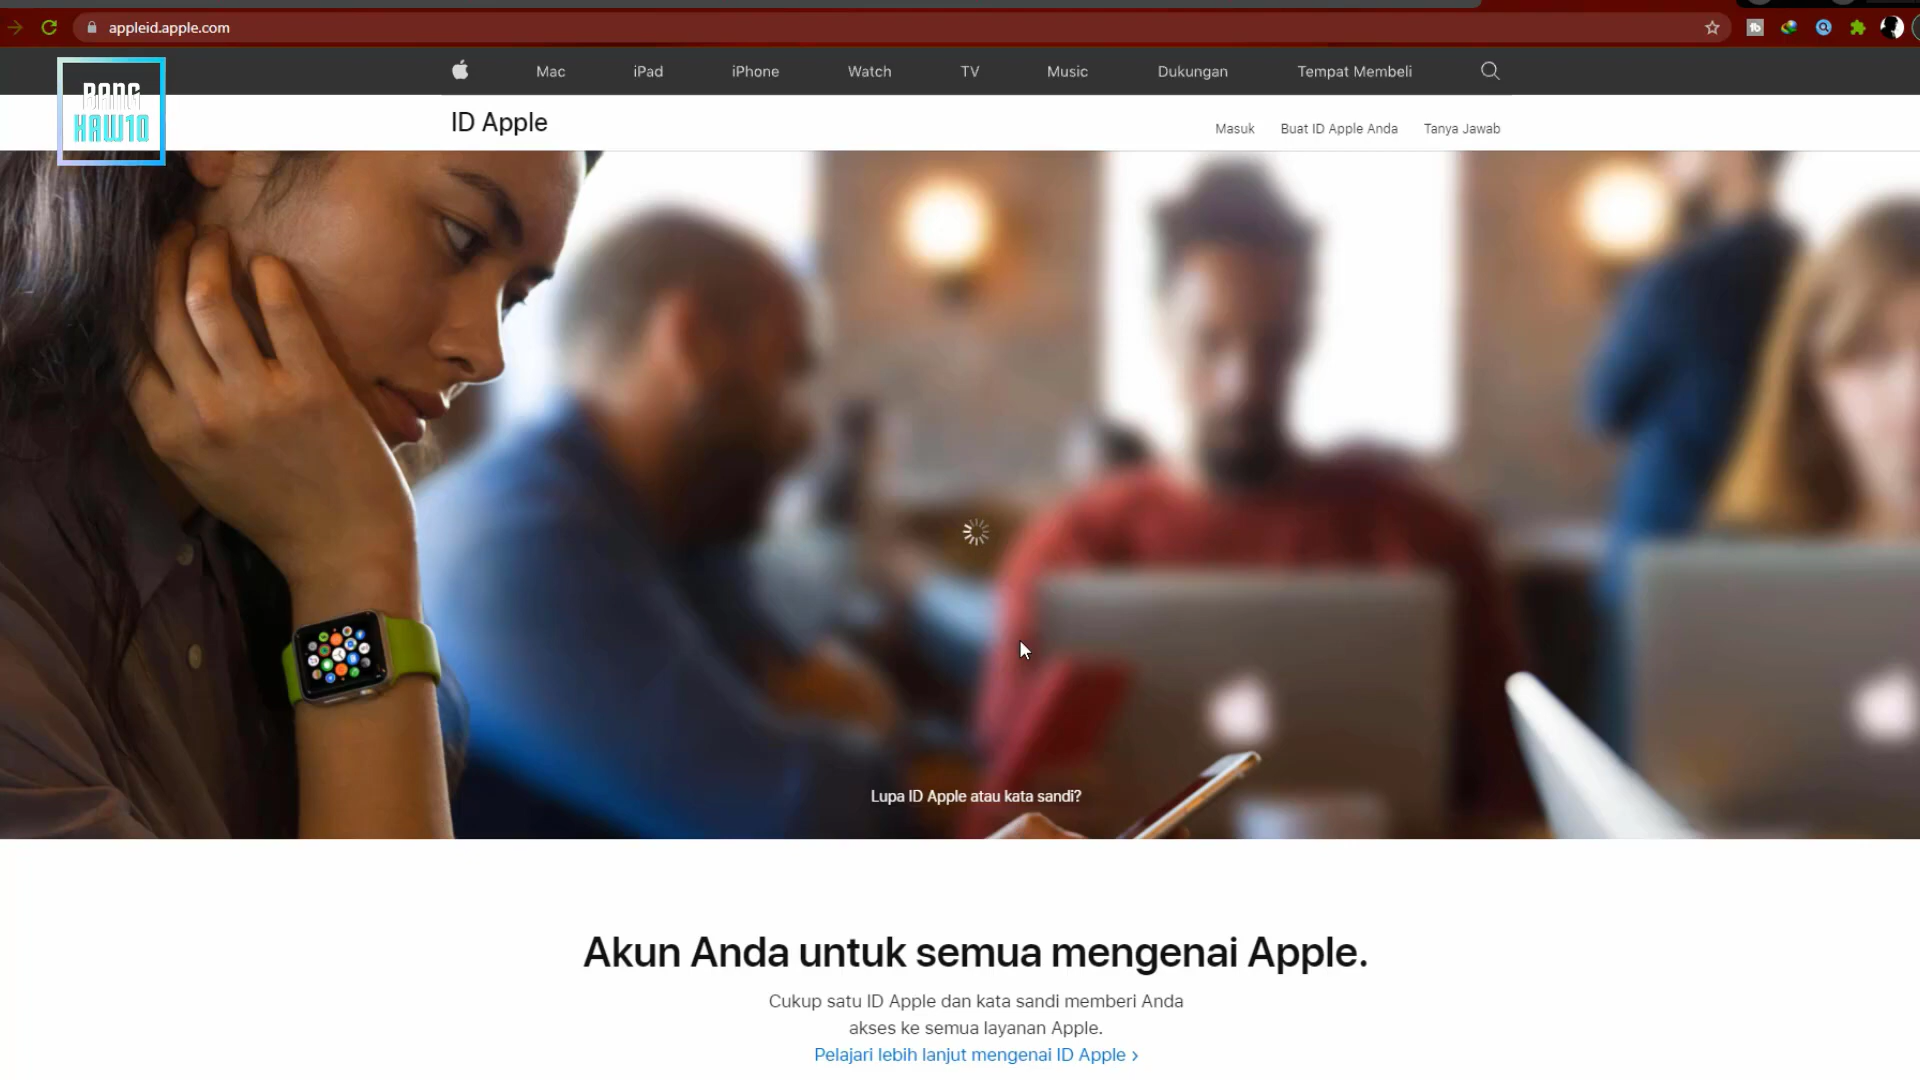 appleid.apple.com
BANG
HAW10
Mac iPad iPhone Watch TV Music Dukungan Tempat Membeli
ID Apple
Masuk Buat ID Apple Anda Tanya Jawab
Lupa ID Apple atau kata sandi?
Akun Anda untuk semua mengenai Apple.
Cukup satu ID Apple dan kata sandi memberi Anda
akses ke semua layanan Apple.
Pelajari lebih lanjut mengenai ID Apple ›